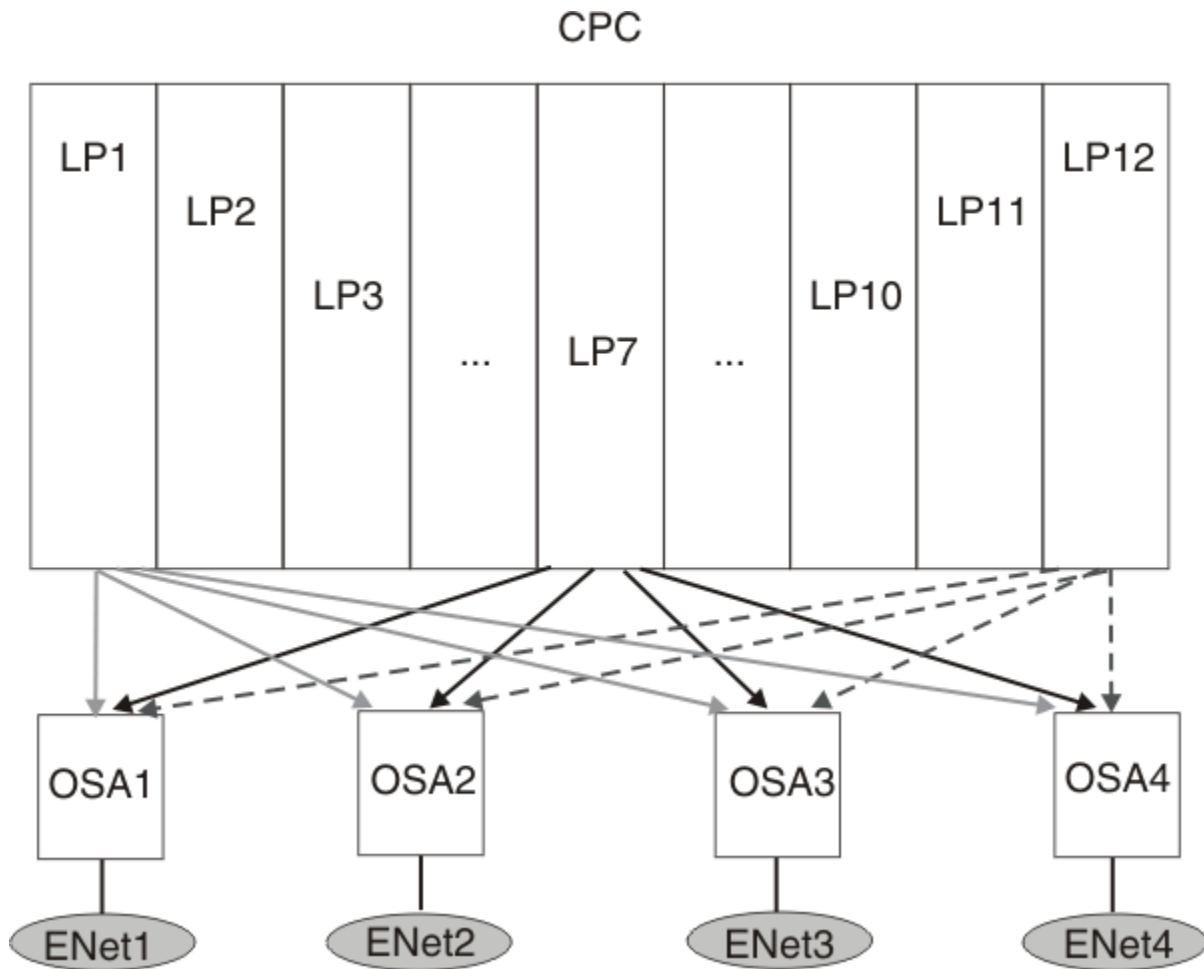 CPC
LP1
LP2
LP3
...
LP7
...
LP10
LP11
LP12
OSA1
OSA2
OSA3
OSA4
ENet1
ENet2
ENet3
ENet4